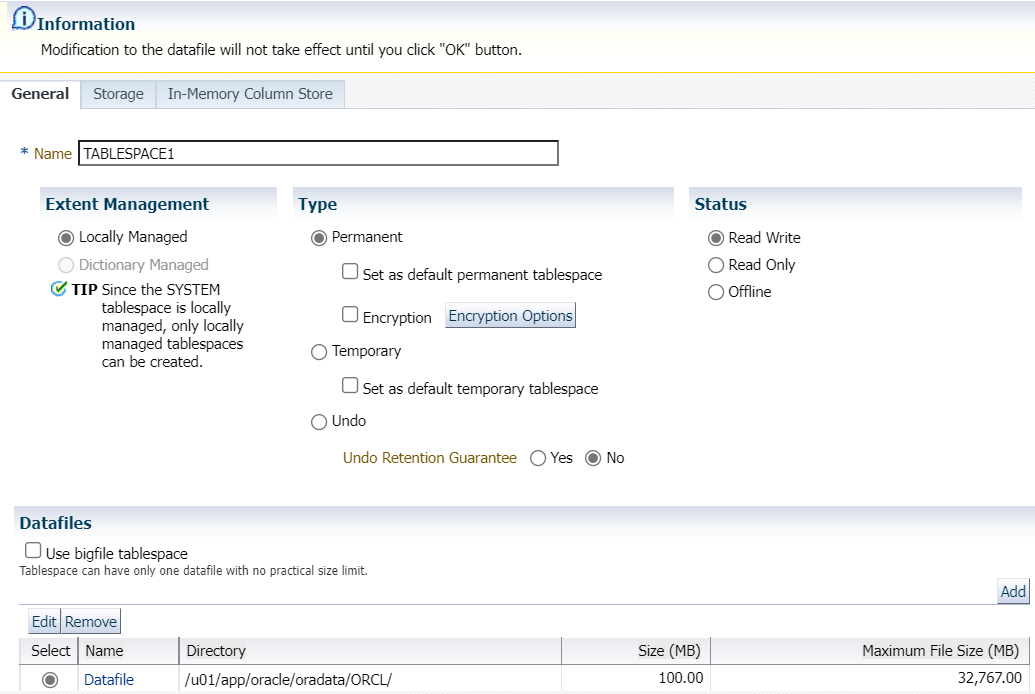 Information
Modification to the datafile will not take effect until you click "OK" button.
General Storage In-Memory Column Store
* Name TABLESPACE1
Extent Management
Locally Managed
Dictionary Managed
TIP Since the SYSTEM
tablespace is locally
managed, only locally
managed tablespaces
can be created.
Type
Permanent
Set as default permanent tablespace
Encryption Encryption Options
Temporary
Set as default temporary tablespace
Undo
Undo Retention Guarantee Yes No
Status
Read Write
Read Only
Offline
Datafiles
Use bigfile tablespace
Tablespace can have only one datafile with no practical size limit.
Add
Edit Remove
Select Name Directory Size (MB) Maximum File Size (MB)
Datafile /u01/app/oracle/oradata/ORCL/ 100.00 32,767.00